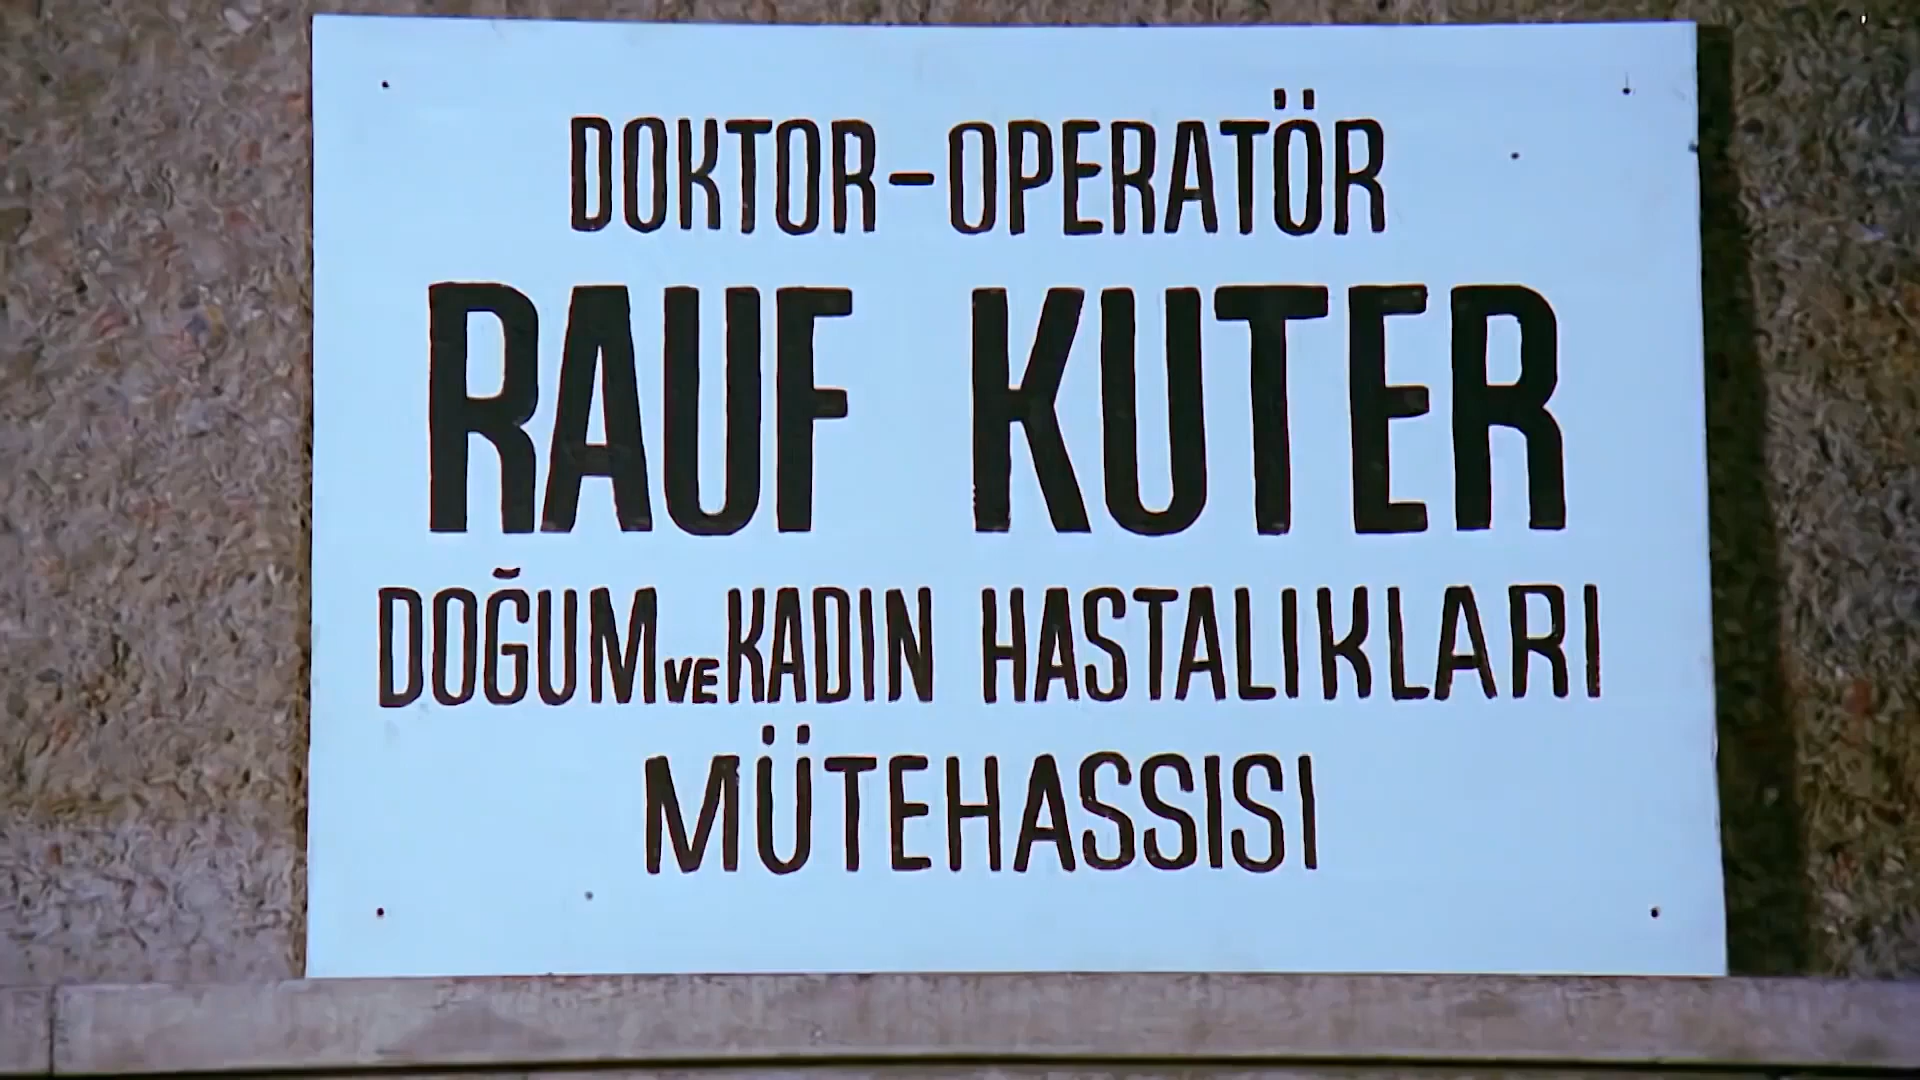 DOKTOR-OPERATÖR
RAUF KUTER
DOĞUM VE KADIN HASTALIKLARI
MÜTEHASSISI